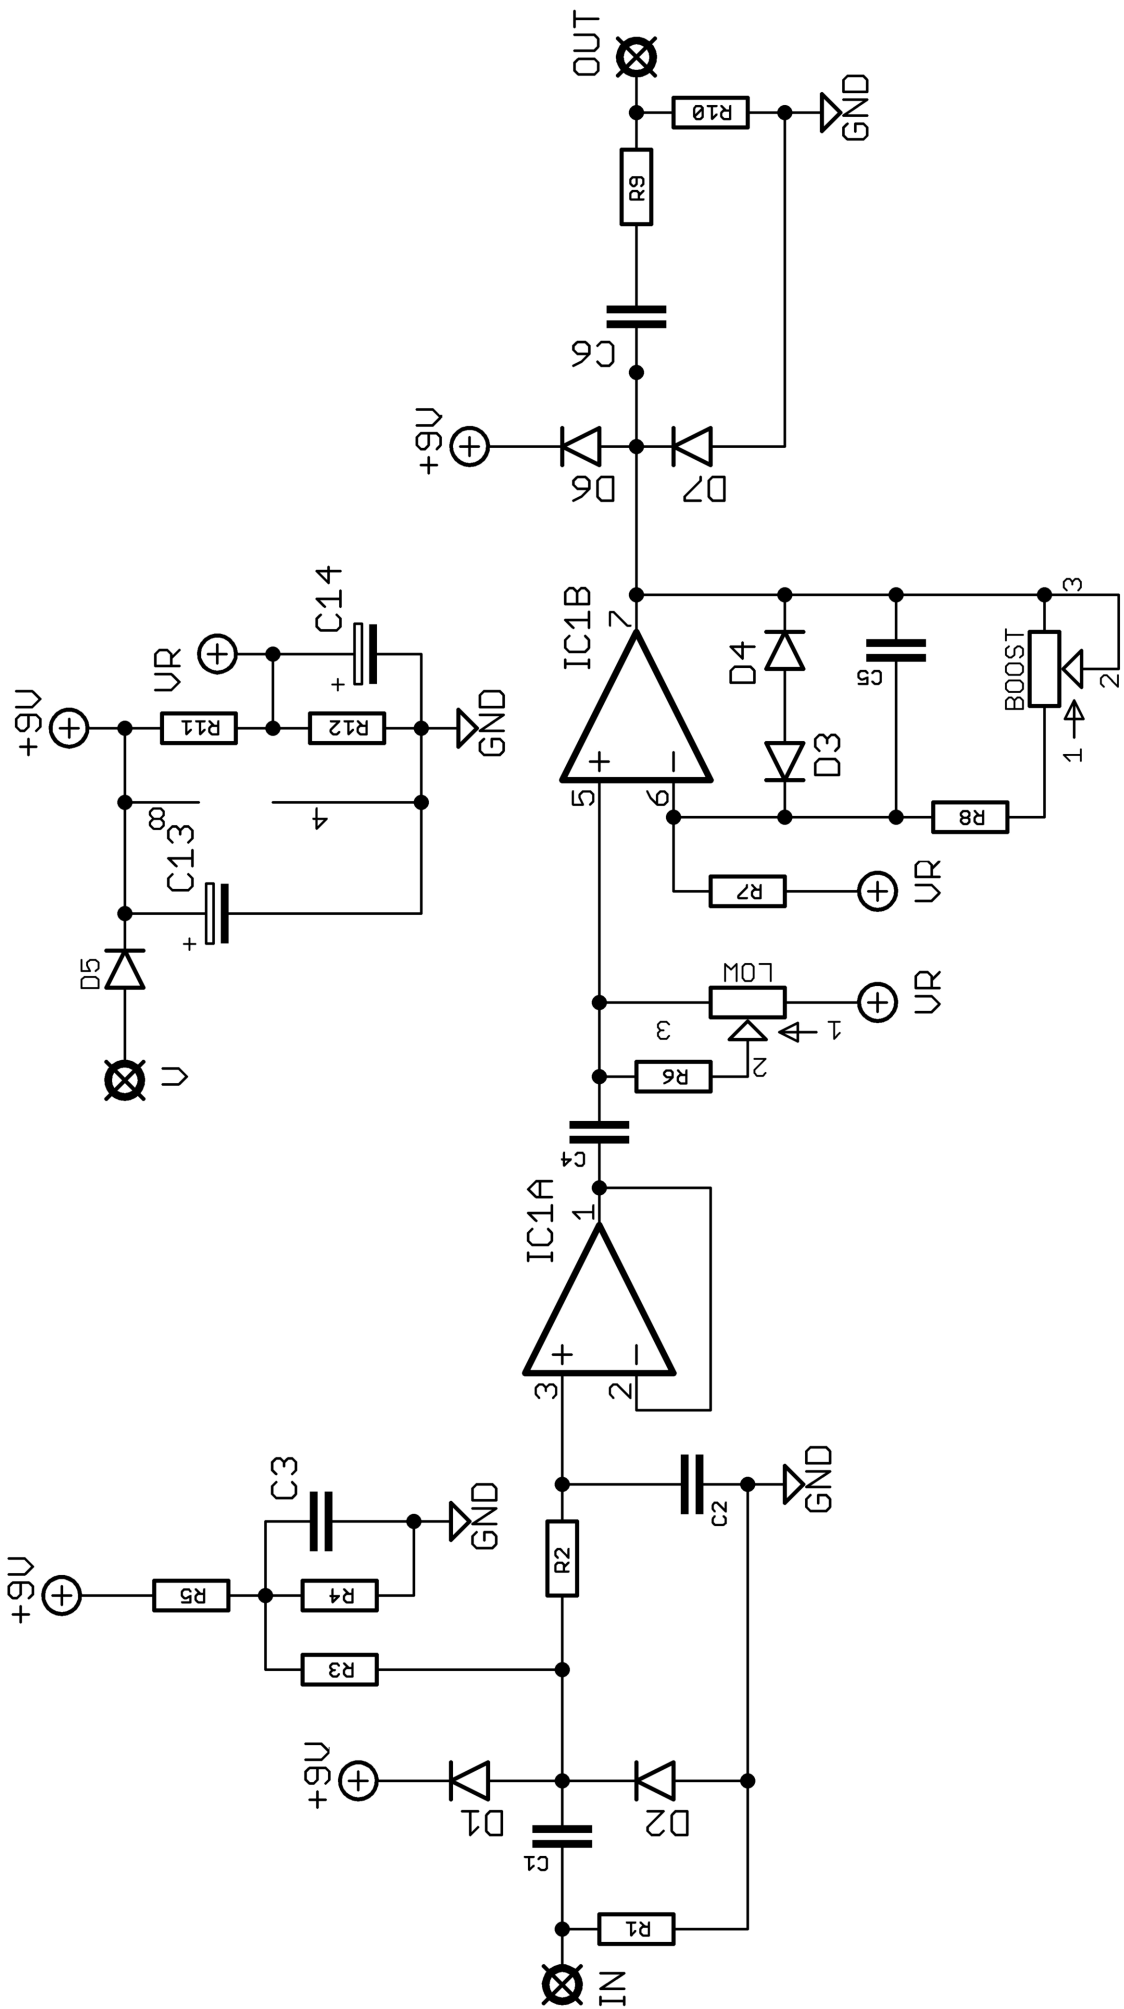 OUT
R10
GND
R9
C6
+9V
D6
D7
C14
VR
+9V
R11
R12
GND
8
4
C13
+
+
D5
V
IC1B
7
5
+
6
−
D4
D3
C5
BOOST
3
2
1
R8
R7
VR
LOW
3
2
1
VR
R6
C4
IC1A
1
3
+
2
−
C3
GND
+9V
R5
R4
R3
R2
C2
GND
+9V
D1
D2
C1
R1
IN